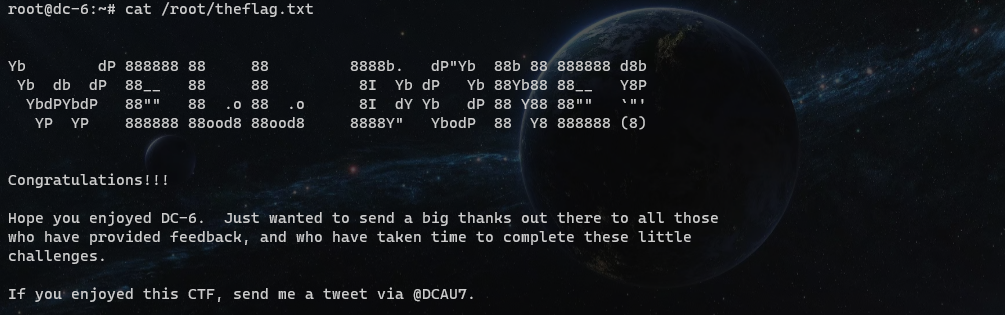 root@dc-6:~# cat /root/theflag.txt
Yb        dP 888888 88     88         8888b.   dP"Yb  88b 88 888888 d8b
 Yb  db  dP  88__   88     88          8I  Yb dP   Yb 88Yb88 88__   Y8P
  YbdPYbdP   88""   88  .o 88  .o      8I  dY Yb   dP 88 Y88 88""   `"'
   YP  YP    888888 88ood8 88ood8     8888Y"   YbodP  88  Y8 888888 (8)
Congratulations!!!
Hope you enjoyed DC-6.  Just wanted to send a big thanks out there to all those
who have provided feedback, and who have taken time to complete these little
challenges.
If you enjoyed this CTF, send me a tweet via @DCAU7.